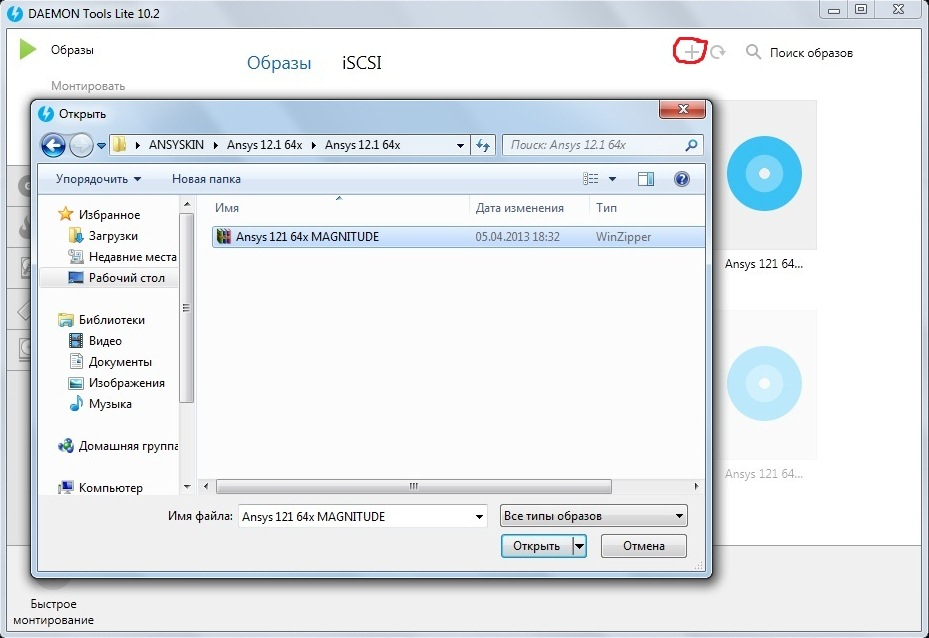 DAEMON Tools Lite 10.2
Образы
Образы iSCSI
Поиск образов
Монтировать
Открыть
ANSYSKIN Ansys 12.1 64x Ansys 12.1 64x
Поиск: Ansys 12.1 64x
Упорядочить Новая папка
Имя Дата изменения Тип
Избранное
Загрузки
Недавние места
Рабочий стол
Библиотеки
Видео
Документы
Изображения
Музыка
Домашняя группа
Компьютер
Ansys 121 64x MAGNITUDE 05.04.2013 18:32 WinZipper
Имя файла: Ansys 121 64x MAGNITUDE Все типы образов
Открыть Отмена
Ansys 121 64...
Ansys 121 64...
Быстрое
монтирование